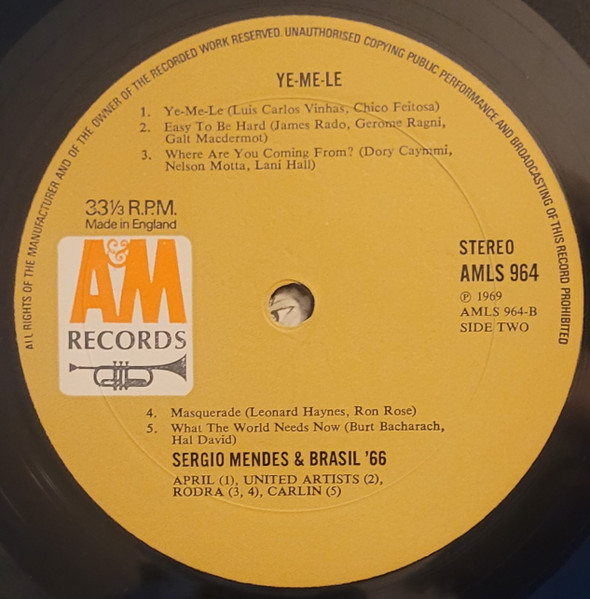 ALL RIGHTS OF THE MANUFACTURER AND OF THE OWNER OF THE RECORDED WORK RESERVED. UNAUTHORISED COPYING PUBLIC PERFORMANCE AND BROADCASTING OF THIS RECORD PROHIBITED
YE-ME-LE
1. Ye-Me-Le (Luis Carlos Vinhas, Chico Feitosa)
2. Easy To Be Hard (James Rado, Gerome Ragni,
Galt Macdermot)
3. Where Are You Coming From? (Dory Caymmi,
Nelson Motta, Lani Hall)
33⅓ R.P.M.
Made in England
A&M
RECORDS
STEREO
AMLS 964
℗ 1969
AMLS 964-B
SIDE TWO
4. Masquerade (Leonard Haynes, Ron Rose)
5. What The World Needs Now (Burt Bacharach,
Hal David)
SERGIO MENDES & BRASIL '66
APRIL (1), UNITED ARTISTS (2),
RODRA (3, 4), CARLIN (5)